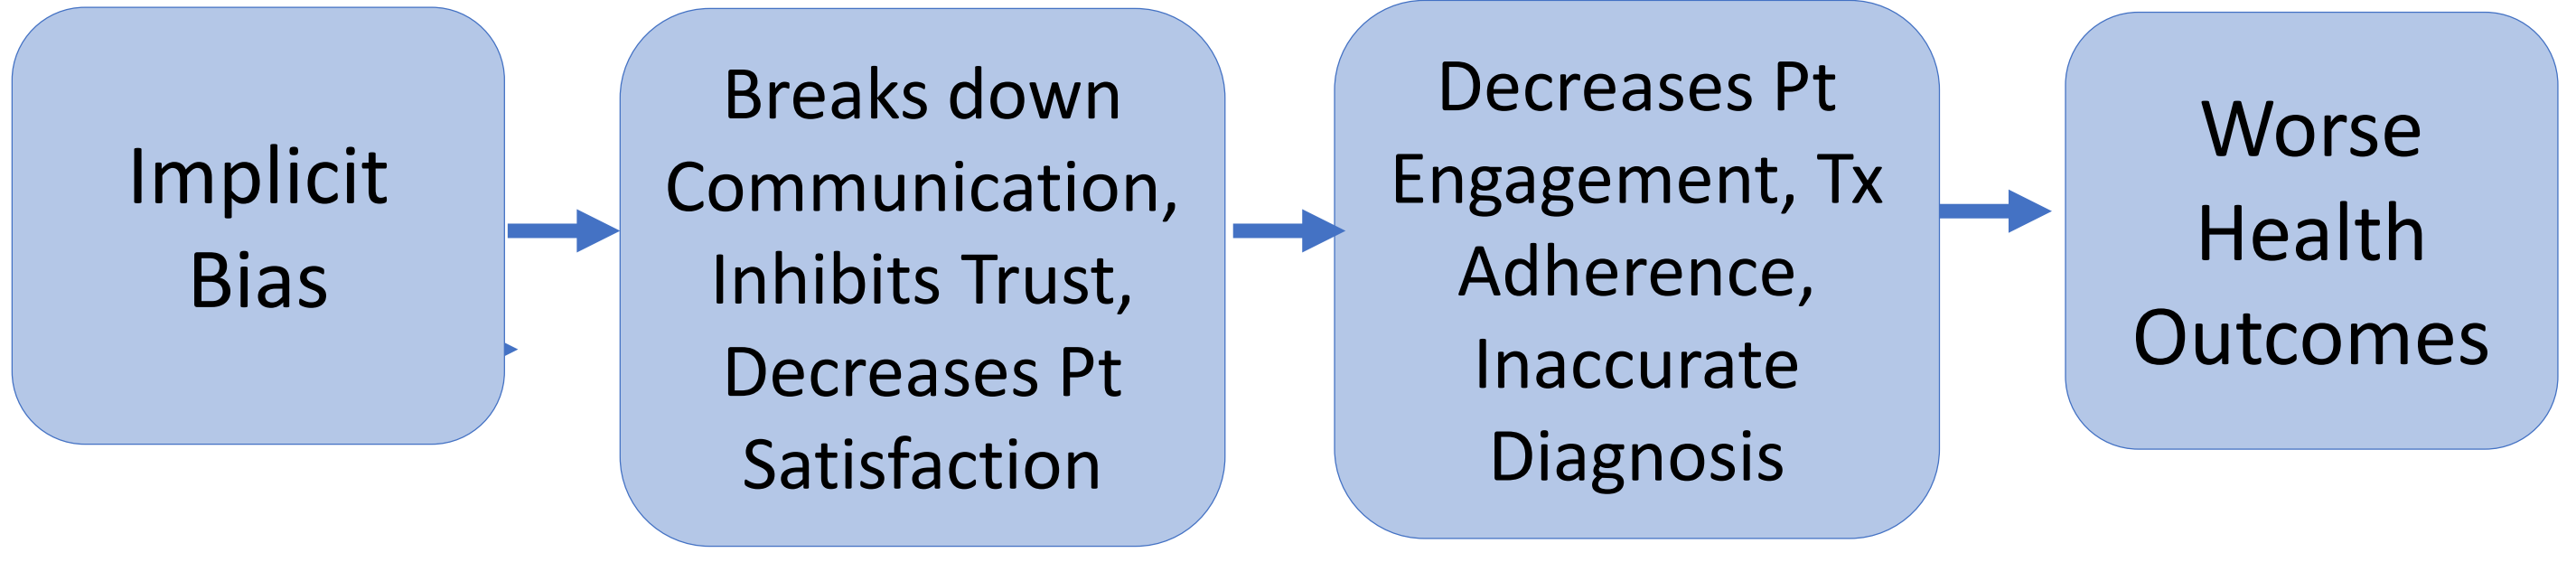 Implicit
Bias
Breaks down
Communication,
Inhibits Trust,
Decreases Pt
Satisfaction
Decreases Pt
Engagement, Tx
Adherence,
Inaccurate
Diagnosis
Worse
Health
Outcomes